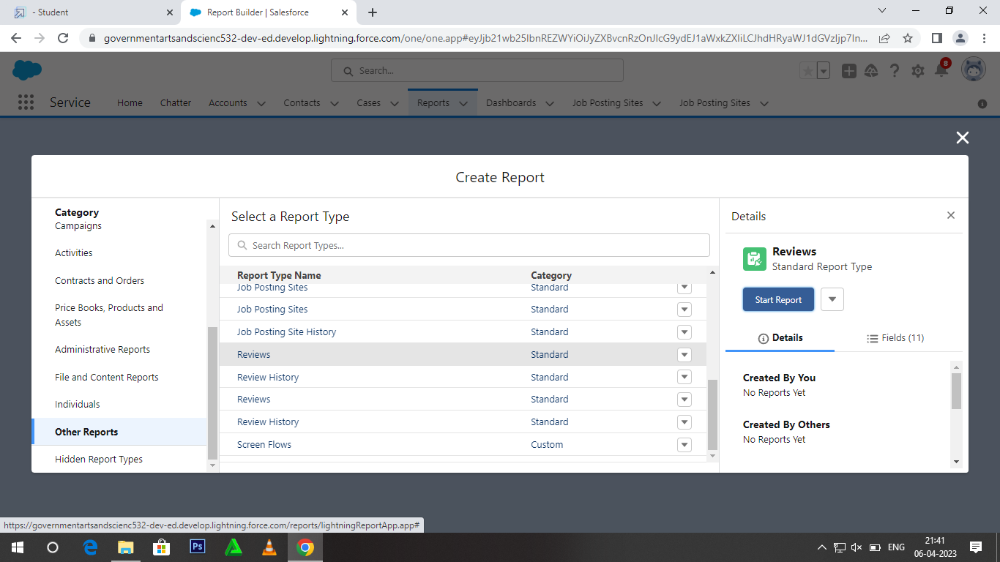 - Student
Report Builder | Salesforce
governmentartsandscienc532-dev-ed.develop.lightning.force.com/one/one.app#eyJjb21wb25lbnREZWYiOiJyZXBvcnRzOnJlcG9ydEJ1aWxkZXIiLCJhdHRyaWJ1dGVzIjp7In...
Search...
8
Service
Home
Chatter
Accounts
Contacts
Cases
Reports
Dashboards
Job Posting Sites
Job Posting Sites
Create Report
Category
Campaigns
Activities
Contracts and Orders
Price Books, Products and
Assets
Administrative Reports
File and Content Reports
Individuals
Other Reports
Hidden Report Types
Select a Report Type
Search Report Types...
Report Type Name Category
Job Posting Sites Standard
Job Posting Sites Standard
Job Posting Site History Standard
Reviews Standard
Review History Standard
Reviews Standard
Review History Standard
Screen Flows Custom
Details
Reviews
Standard Report Type
Start Report
Details
Fields (11)
Created By You
No Reports Yet
Created By Others
No Reports Yet
https://governmentartsandscienc532-dev-ed.develop.lightning.force.com/reports/lightningReportApp.app#
Ps
ENG
21:41
06-04-2023